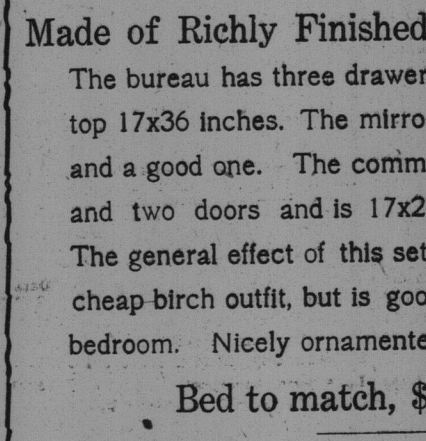 Made of Richly Finished
The bureau has three drawer
top 17x36 inches. The mirro
and a good one. The comm
and two doors and is 17x2
The general effect of this set
cheap birch outfit, but is goo
bedroom. Nicely ornamente
Bed to match, $